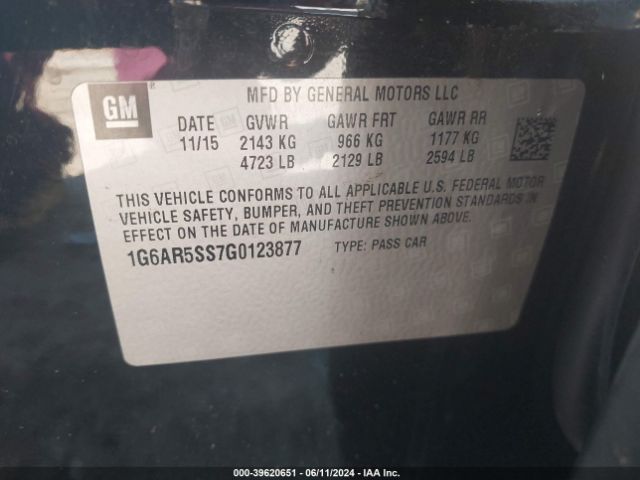 GM
MFD BY GENERAL MOTORS LLC
DATE GVWR GAWR FRT GAWR RR
11/15 2143 KG 966 KG 1177 KG
4723 LB 2129 LB 2594 LB
THIS VEHICLE CONFORMS TO ALL APPLICABLE U.S. FEDERAL MOTOR
VEHICLE SAFETY, BUMPER, AND THEFT PREVENTION STANDARDS IN
EFFECT ON THE DATE OF MANUFACTURE SHOWN ABOVE.
1G6AR5SS7G0123877 TYPE: PASS CAR
COPART - 39620651 - 06/11/2024 - IAA Inc.